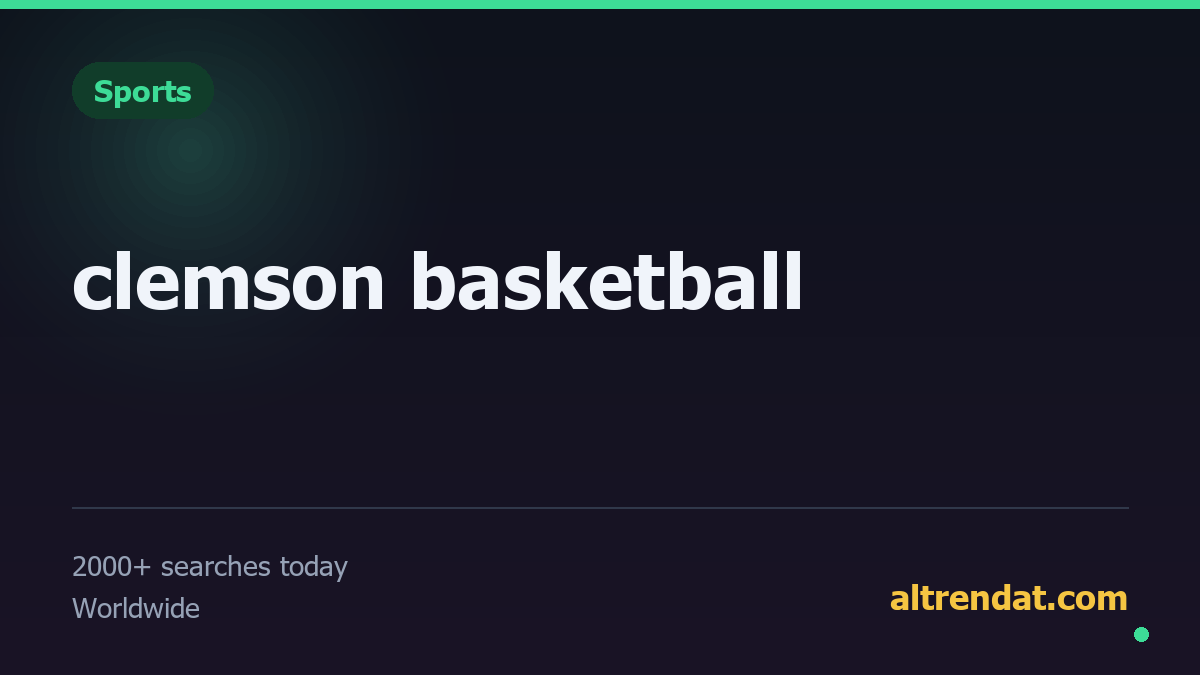 Sports
clemson basketball
2000+ searches today
Worldwide
altrendat.com